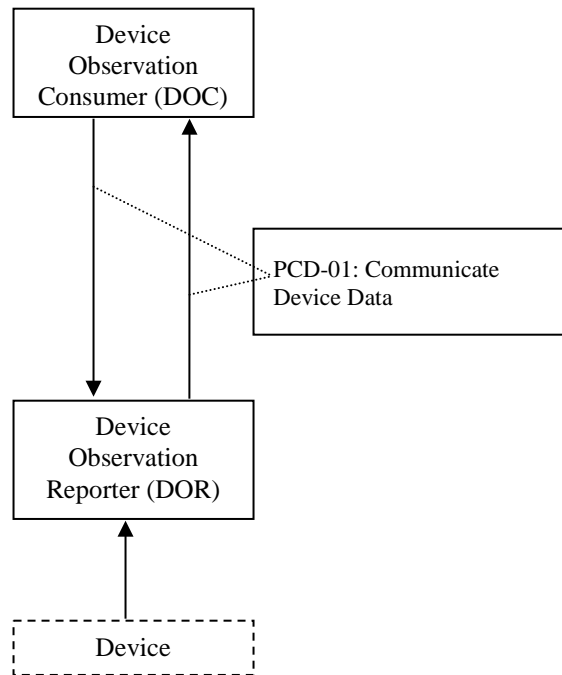 Device
Observation
Consumer (DOC)
PCD-01: Communicate
Device Data
Device
Observation
Reporter (DOR)
Device